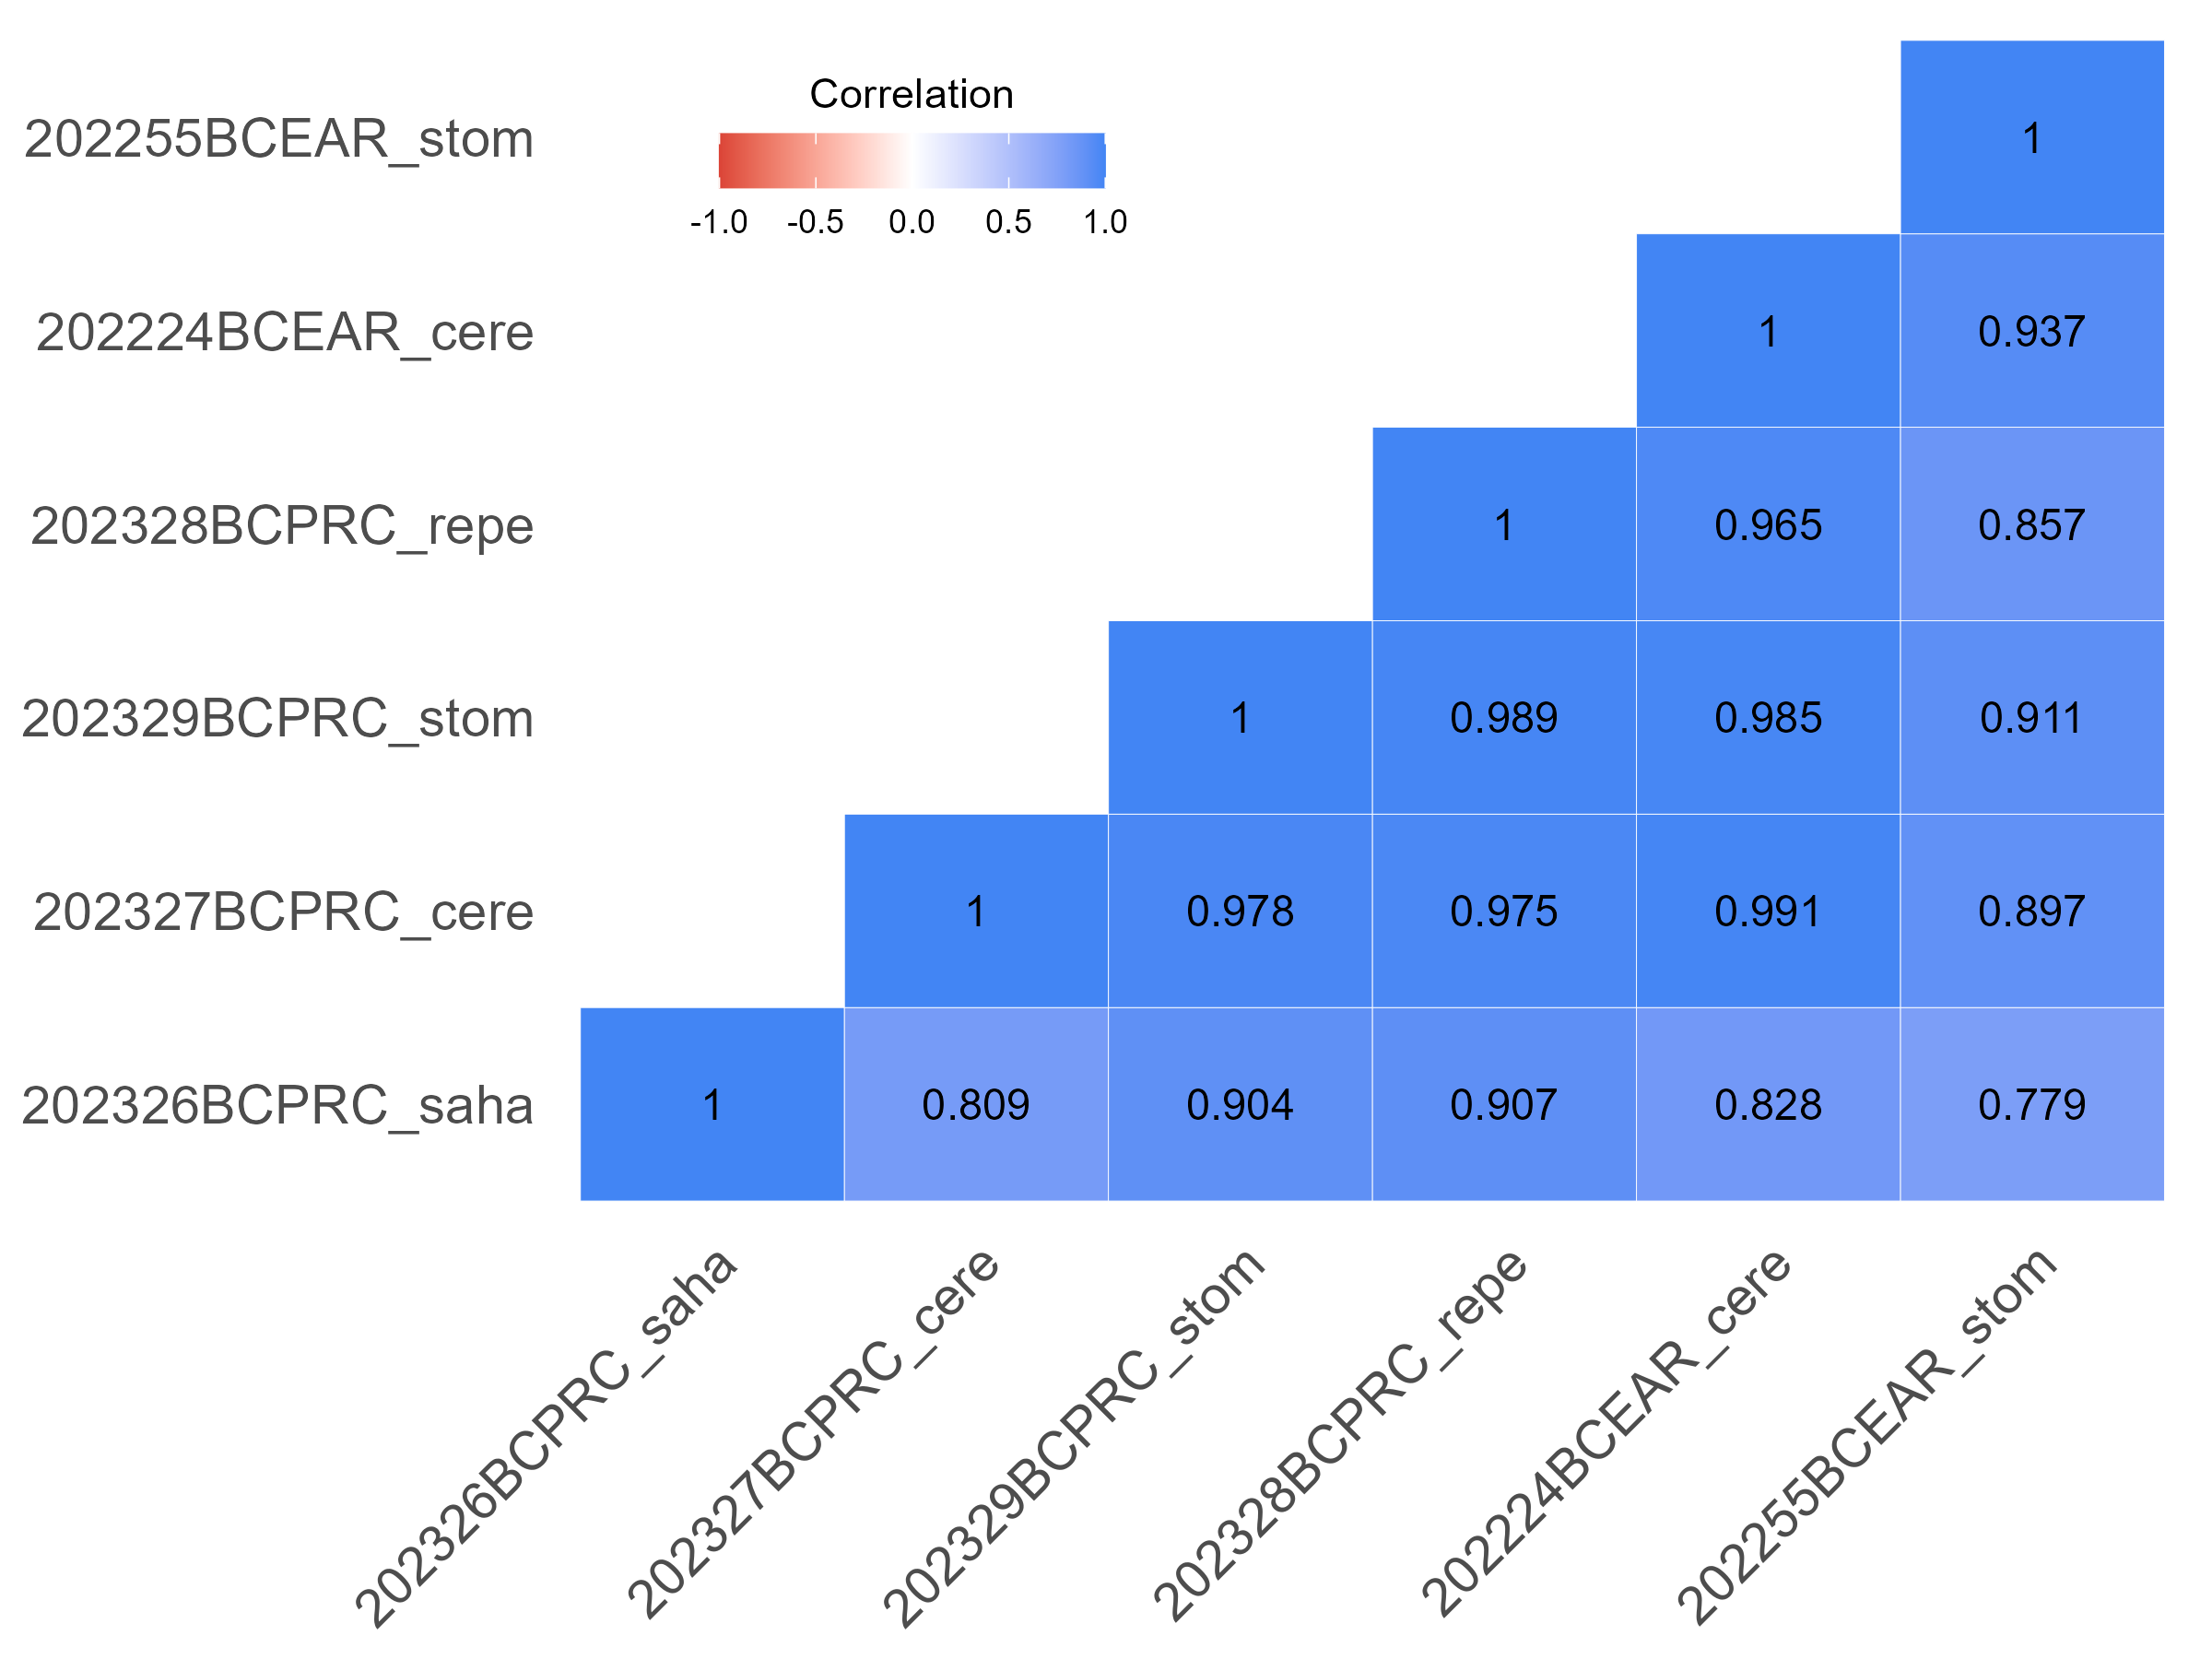 Correlation
-1.0 -0.5 0.0 0.5 1.0
202255BCEAR_stom 1
202224BCEAR_cere 1 0.937
202328BCPRC_repe 1 0.965 0.857
202329BCPRC_stom 1 0.989 0.985 0.911
202327BCPRC_cere 1 0.978 0.975 0.991 0.897
202326BCPRC_saha 1 0.809 0.904 0.907 0.828 0.779
202326BCPRC_saha
202327BCPRC_cere
202329BCPRC_stom
202328BCPRC_repe
202224BCEAR_cere
202255BCEAR_stom